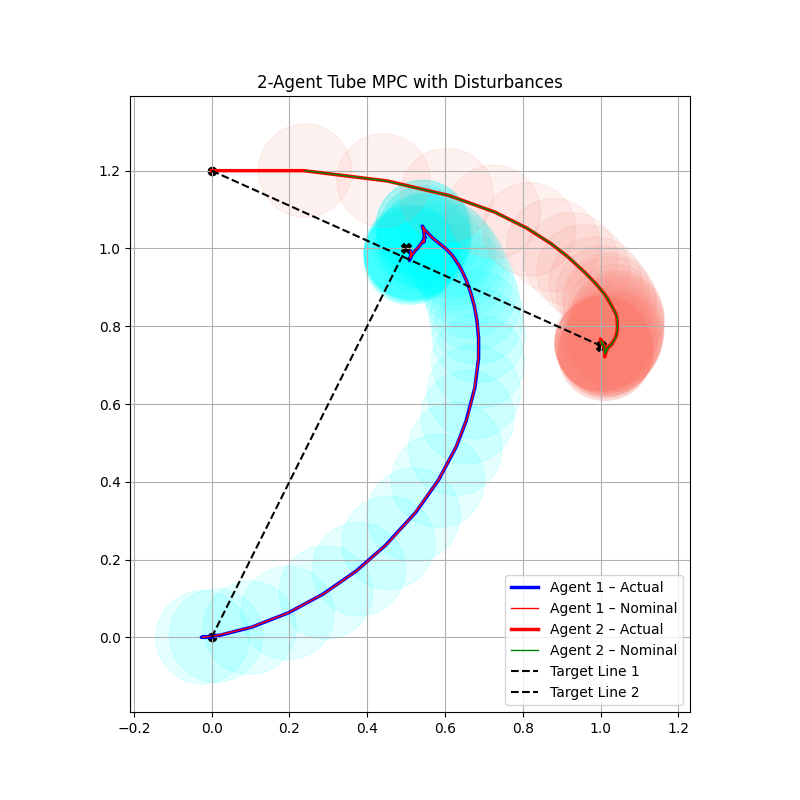 2-Agent Tube MPC with Disturbances
1.2
1.0
0.8
0.6
0.4
0.2
0.0
Agent 1 – Actual
Agent 1 – Nominal
Agent 2 – Actual
Agent 2 – Nominal
Target Line 1
Target Line 2
−0.2 0.0 0.2 0.4 0.6 0.8 1.0 1.2